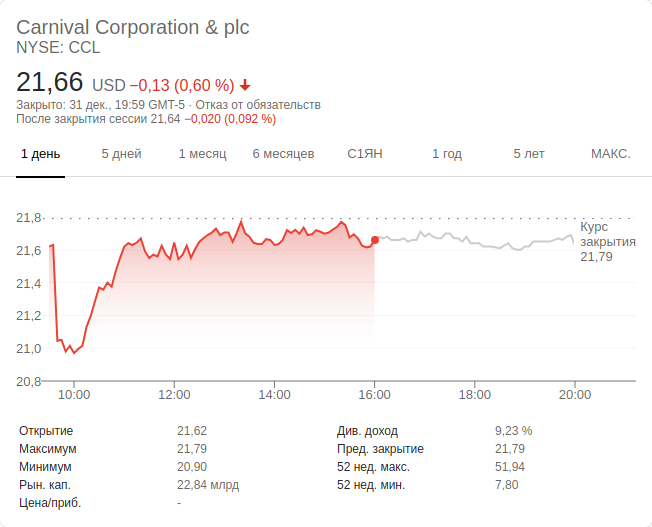 Carnival Corporation & plc
NYSE: CCL
21,66 USD −0,13 (0,60 %)
Закрыто: 31 дек., 19:59 GMT-5 · Отказ от обязательств
После закрытия сессии 21,64 −0,020 (0,092 %)
1 день 5 дней 1 месяц 6 месяцев С1ЯН 1 год 5 лет МАКС.
21,8
Курс
закрытия
21,79
21,6
21,4
21,2
21,0
20,8
10:00 12:00 14:00 16:00 18:00 20:00
Открытие 21,62 Див. доход 9,23 %
Максимум 21,79 Пред. закрытие 21,79
Минимум 20,90 52 нед. макс. 51,94
Рын. кап. 22,84 млрд 52 нед. мин. 7,80
Цена/приб. -